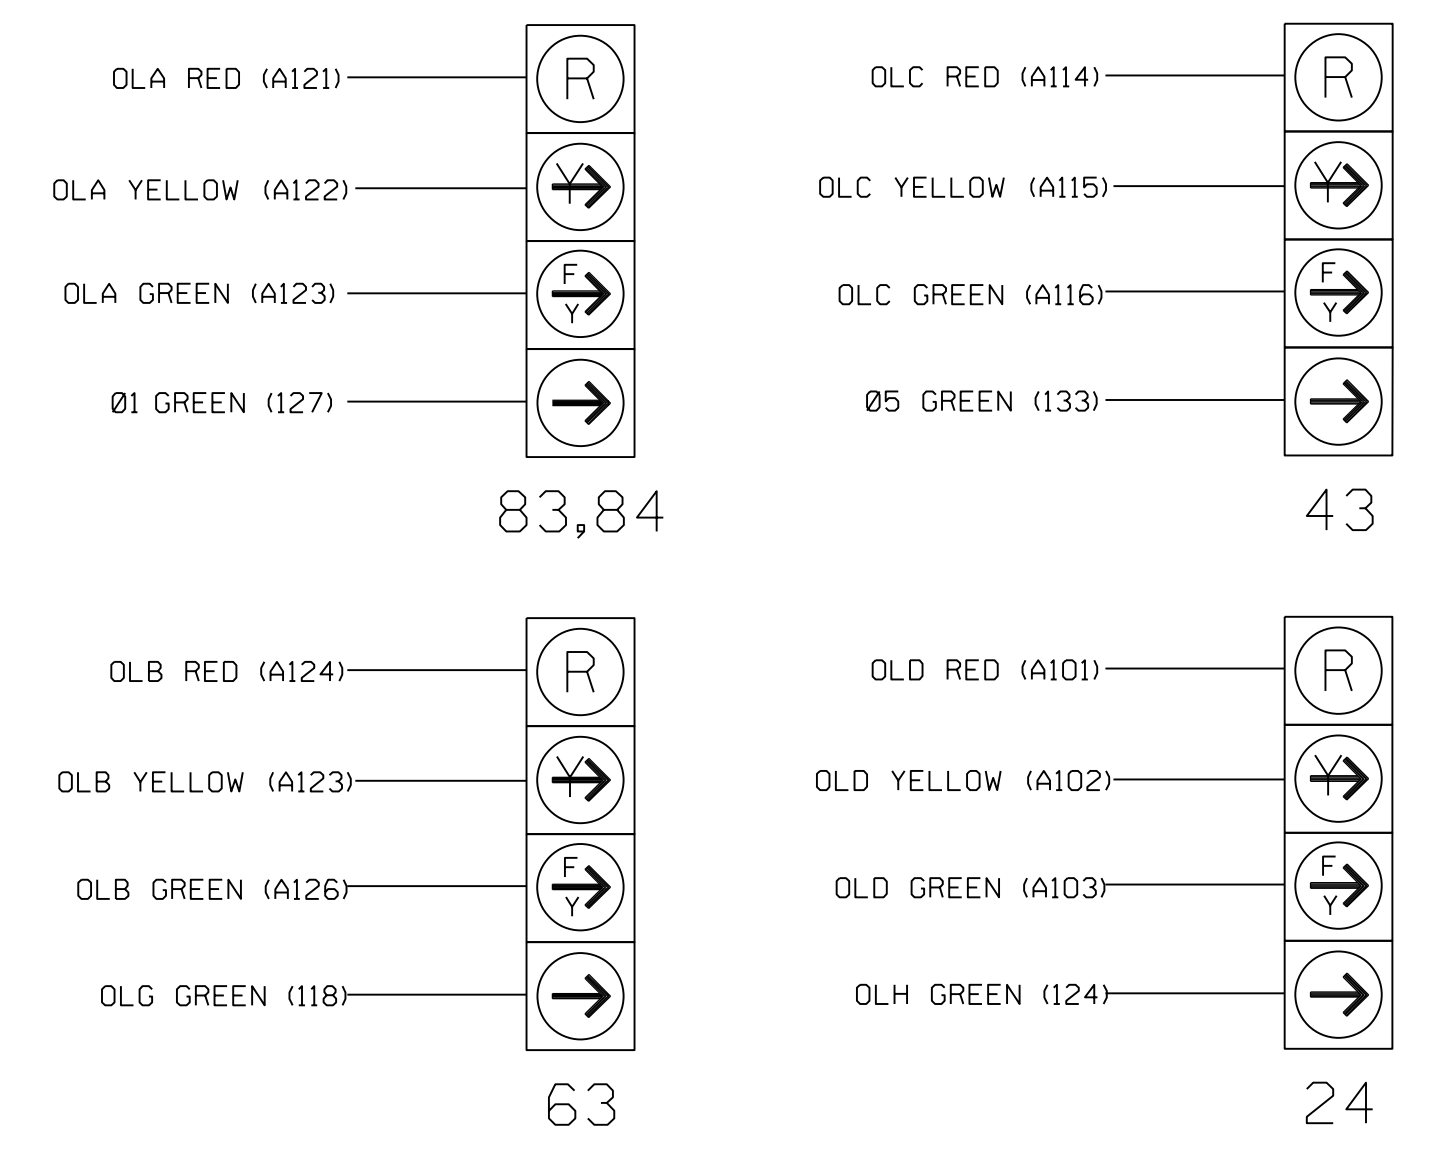 OLA RED (A121)
R
OLA YELLOW (A122)
Y
OLA GREEN (A123)
F
Y
Ø1 GREEN (127)
83,84
OLC RED (A114)
R
OLC YELLOW (A115)
Y
OLC GREEN (A116)
F
Y
Ø5 GREEN (133)
43
OLB RED (A124)
R
OLB YELLOW (A123)
Y
OLB GREEN (A126)
F
Y
OLG GREEN (118)
63
OLD RED (A101)
R
OLD YELLOW (A102)
Y
OLD GREEN (A103)
F
Y
OLH GREEN (124)
24